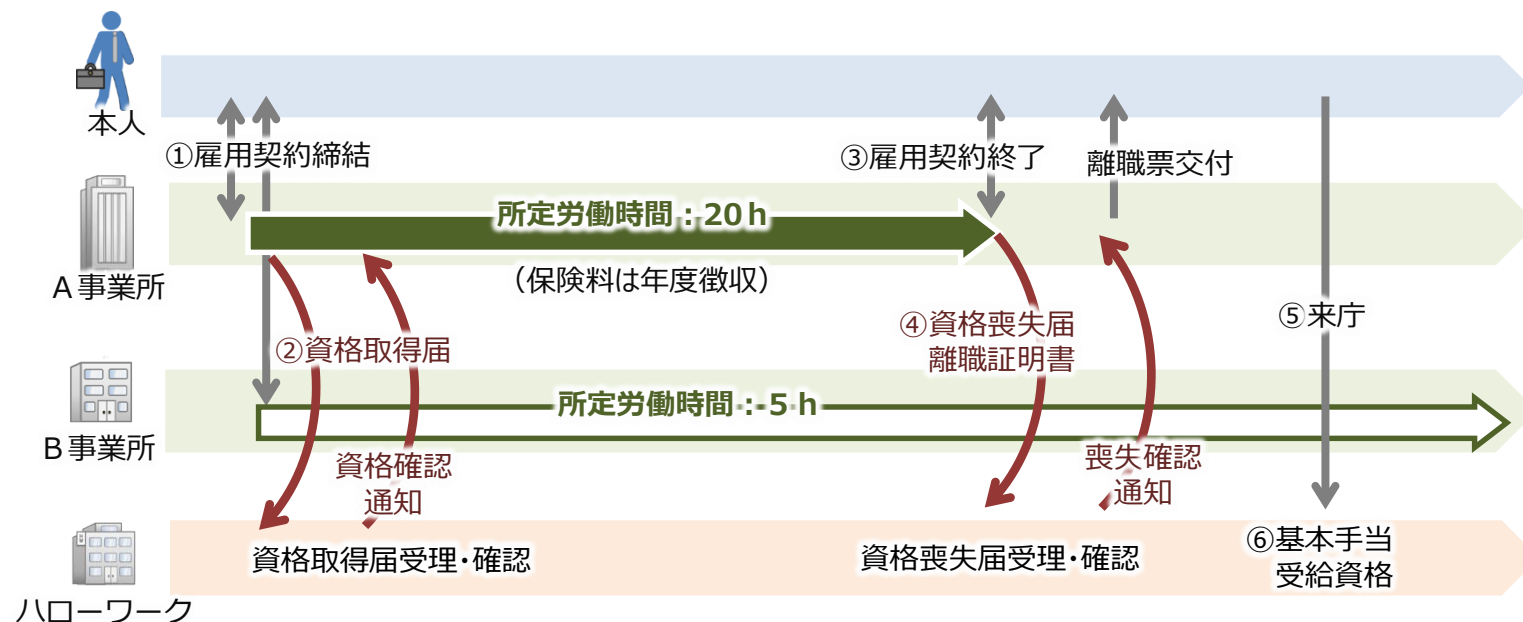 本人
①雇用契約締結
③雇用契約終了
離職票交付
所定労働時間：20ｈ
（保険料は年度徴収）
Ａ事業所
②資格取得届
④資格喪失届
離職証明書
⑤来庁
所定労働時間：5ｈ
Ｂ事業所
資格確認
通知
喪失確認
通知
資格取得届受理･確認
資格喪失届受理･確認
⑥基本手当
受給資格
ハローワーク